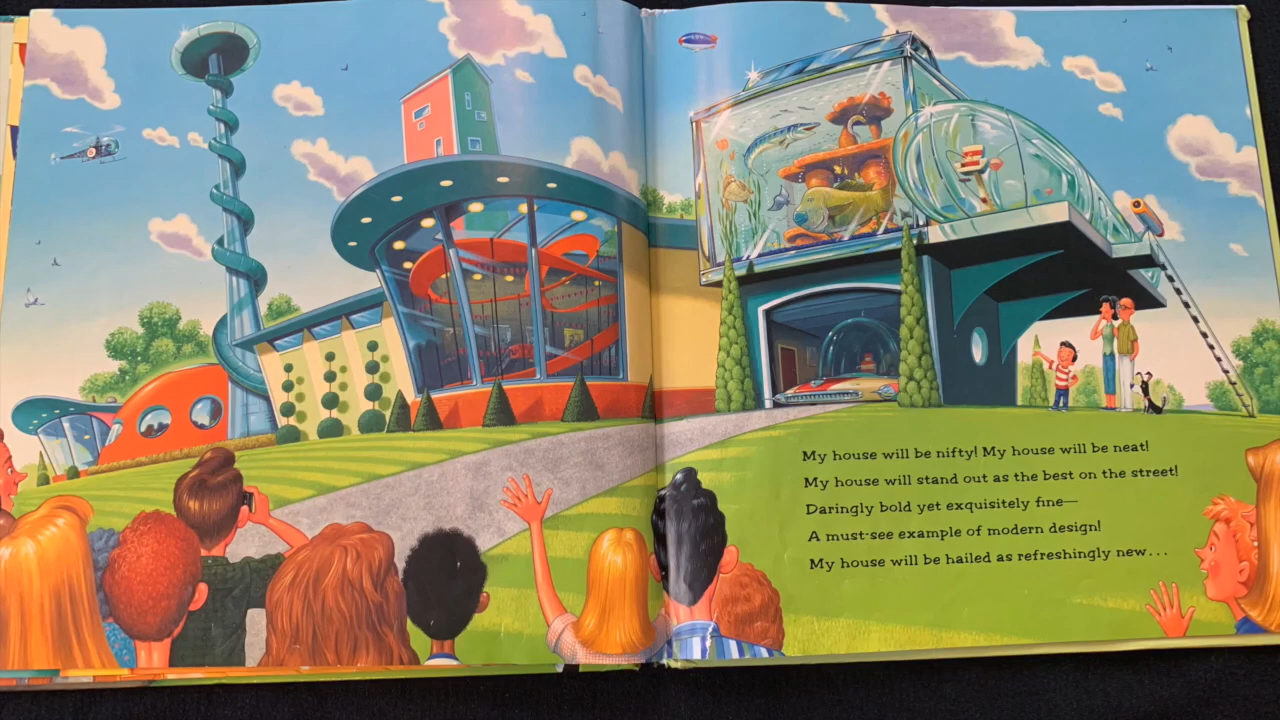 My house will be nifty! My house will be neat!
My house will stand out as the best on the street!
Daringly bold yet exquisitely fine—
A must-see example of modern design!
My house will be hailed as refreshingly new...